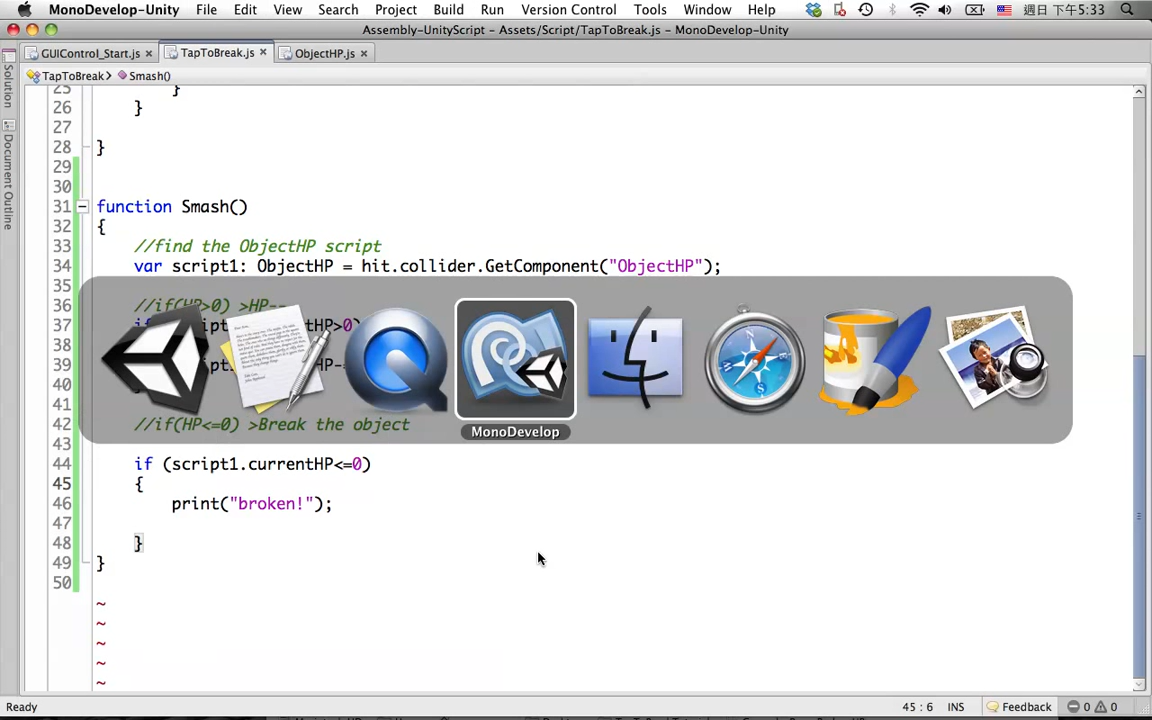 MonoDevelop-Unity File Edit View Search Project Build Run Version Control Tools Window Help 週日 下午5:33
Assembly-UnityScript - Assets/Script/TapToBreak.js - MonoDevelop-Unity
GUIControl_Start.js × TapToBreak.js × ObjectHP.js ×
TapToBreak Smash()
Solution
Document Outline
25 }
26 }
27
28 }
29
30
31 function Smash()
32 {
33 //find the ObjectHP script
34 var script1: ObjectHP = hit.collider.GetComponent("ObjectHP");
35
36 //if(HP>0) >HP--
37
38
39
40
41
42 //if(HP<=0) >Break the object
43
44 if (script1.currentHP<=0)
45 {
46 print("broken!");
47
48 }
49 }
50
~
~
~
~
~
MonoDevelop
Ready 45 : 6 INS Feedback 0 0